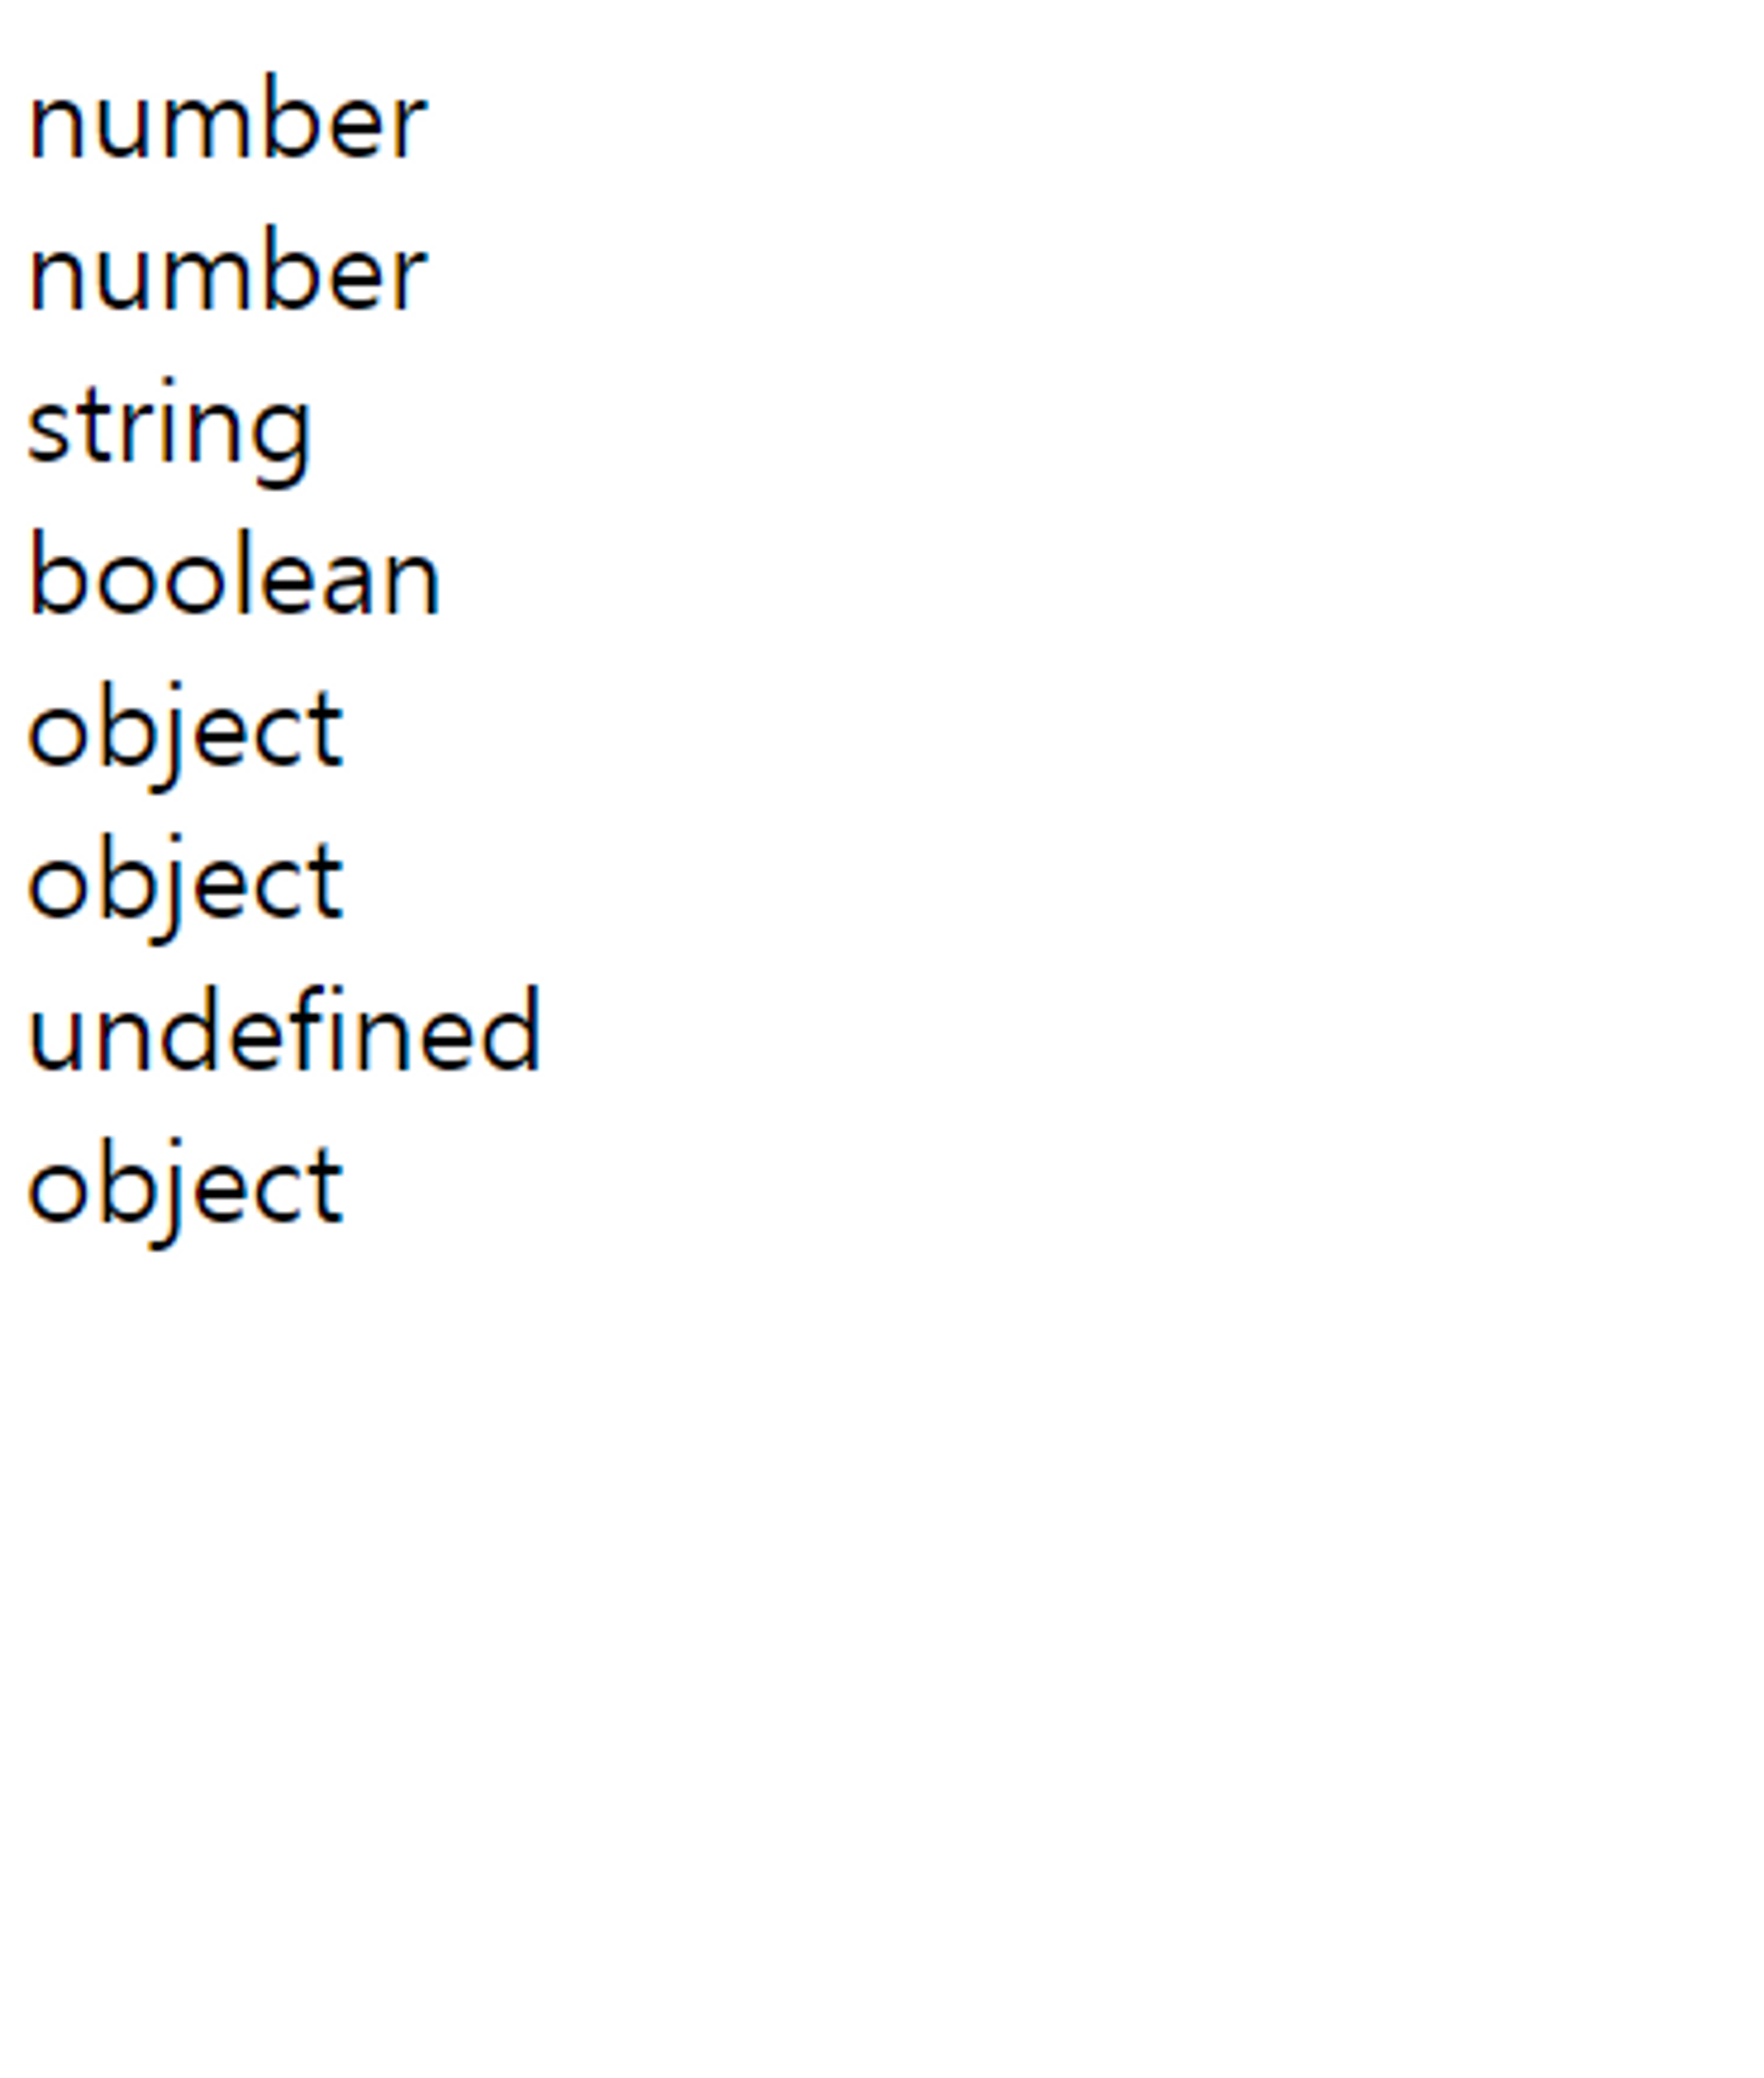 number
number
string
boolean
object
object
undefined
object